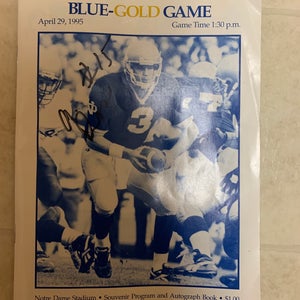 BLUE-GOLD GAME
April 29, 1995 Game Time 1:30 p.m.
3
Notre Dame Stadium • Souvenir Program and Autograph Book • $1.00